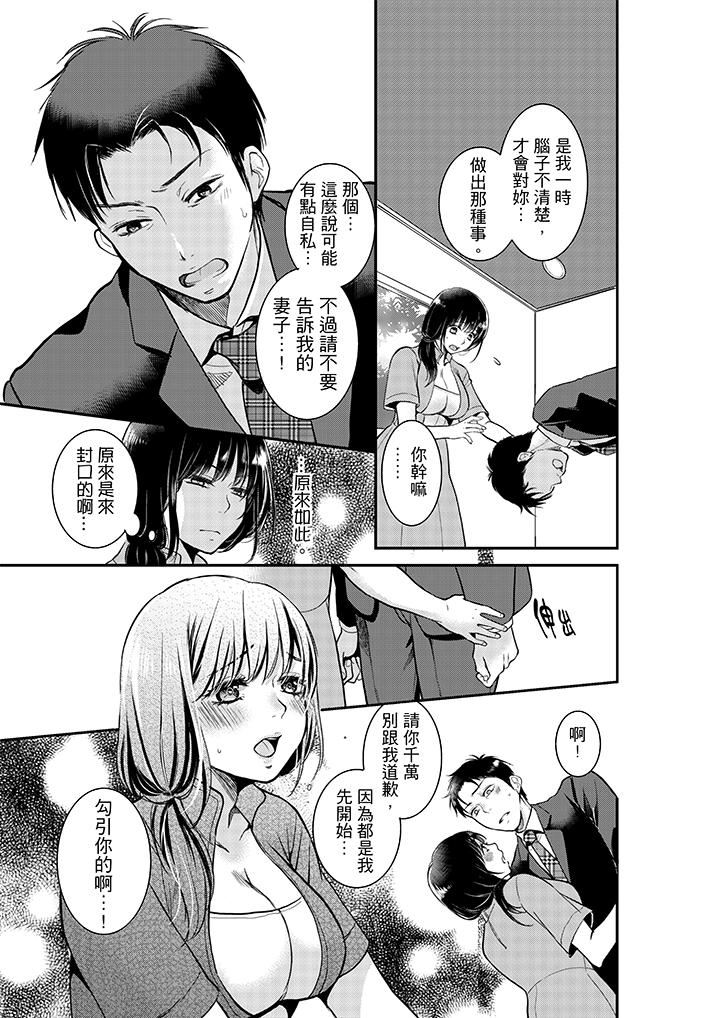 是我一時
腦子不清楚，
才會對妳…
做出那種事。
你幹嘛
……
那個…
這麼說可能
有點自私…
不過請不要
告訴我的
妻子…！
…原來如此。
原來是來
封口的啊…
伸出
啊！
請你千萬
別跟我道歉，
因為都是我
先開始…
勾引你的啊…！